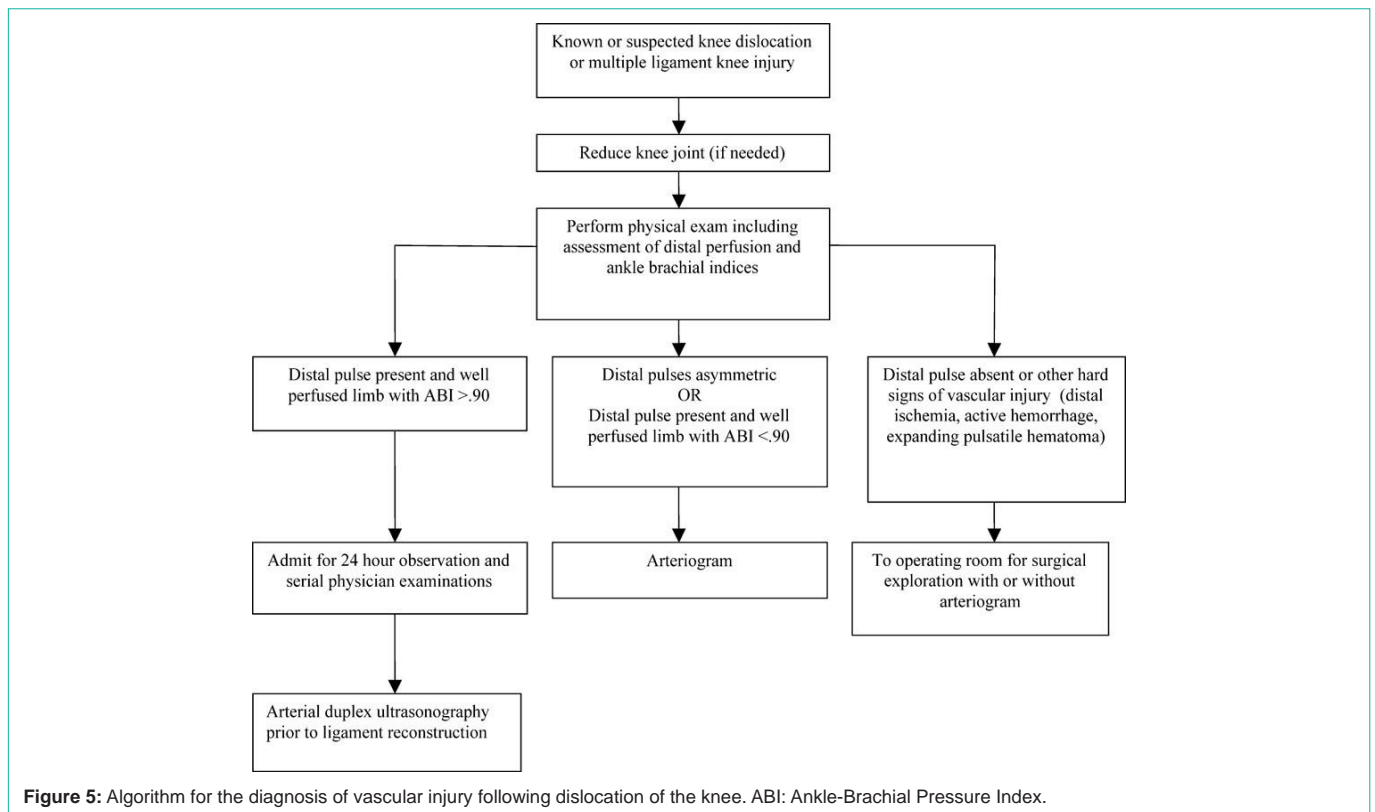 Known or suspected knee dislocation
or multiple ligament knee injury
Reduce knee joint (if needed)
Perform physical exam including
assessment of distal perfusion and
ankle brachial indices
Distal pulse present and well
perfused limb with ABI >.90
Distal pulses asymmetric
OR
Distal pulse present and well
perfused limb with ABI <.90
Distal pulse absent or other hard
signs of vascular injury (distal
ischemia, active hemorrhage,
expanding pulsatile hematoma)
Admit for 24 hour observation and
serial physician examinations
Arteriogram
To operating room for surgical
exploration with or without
arteriogram
Arterial duplex ultrasonography
prior to ligament reconstruction
Figure 5: Algorithm for the diagnosis of vascular injury following dislocation of the knee. ABI: Ankle-Brachial Pressure Index.